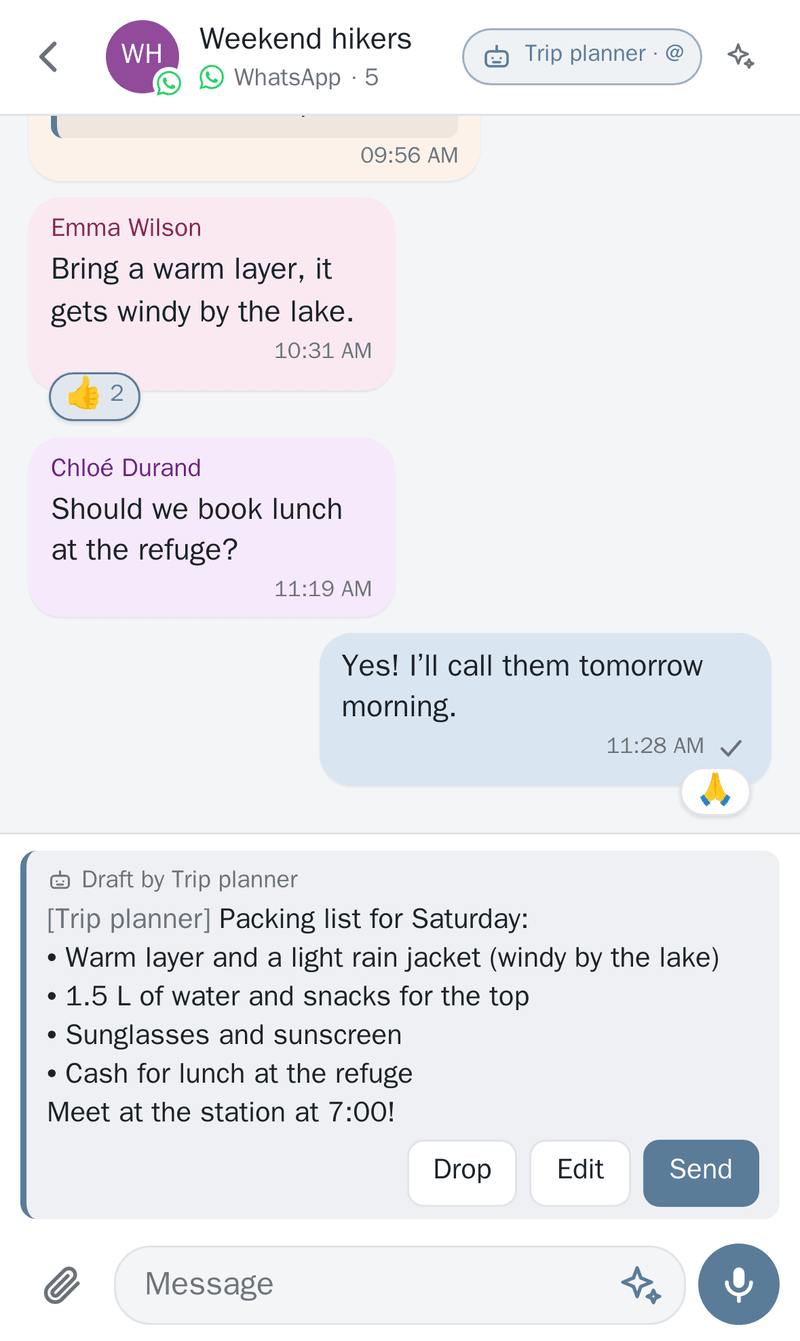 WH
Weekend hikers
WhatsApp · 5
Trip planner · @
09:56 AM
Emma Wilson
Bring a warm layer, it
gets windy by the lake.
10:31 AM
👍 2
Chloé Durand
Should we book lunch
at the refuge?
11:19 AM
Yes! I’ll call them tomorrow
morning.
11:28 AM
🙏
Draft by Trip planner
[Trip planner] Packing list for Saturday:
• Warm layer and a light rain jacket (windy by the lake)
• 1.5 L of water and snacks for the top
• Sunglasses and sunscreen
• Cash for lunch at the refuge
Meet at the station at 7:00!
Drop
Edit
Send
Message